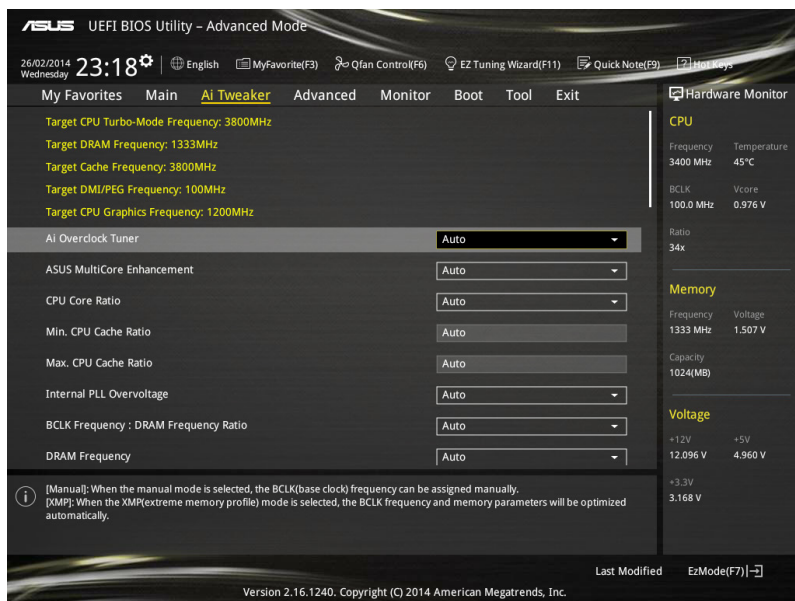 ASUS UEFI BIOS Utility – Advanced Mode
26/02/2014 Wednesday 23:18 English MyFavorite(F3) Qfan Control(F6) EZ Tuning Wizard(F11) Quick Note(F9) ? Hot Keys
My Favorites Main Ai Tweaker Advanced Monitor Boot Tool Exit
Target CPU Turbo-Mode Frequency: 3800MHz
Target DRAM Frequency: 1333MHz
Target Cache Frequency: 3800MHz
Target DMI/PEG Frequency: 100MHz
Target CPU Graphics Frequency: 1200MHz
Ai Overclock Tuner Auto
ASUS MultiCore Enhancement Auto
CPU Core Ratio Auto
Min. CPU Cache Ratio Auto
Max. CPU Cache Ratio Auto
Internal PLL Overvoltage Auto
BCLK Frequency : DRAM Frequency Ratio Auto
DRAM Frequency Auto
[Manual]: When the manual mode is selected, the BCLK(base clock) frequency can be assigned manually.
[XMP]: When the XMP(extreme memory profile) mode is selected, the BCLK frequency and memory parameters will be optimized
automatically.
Hardware Monitor
CPU
Frequency Temperature
3400 MHz 45°C
BCLK Vcore
100.0 MHz 0.976 V
Ratio
34x
Memory
Frequency Voltage
1333 MHz 1.507 V
Capacity
1024(MB)
Voltage
+12V +5V
12.096 V 4.960 V
+3.3V
3.168 V
Last Modified EzMode(F7)
Version 2.16.1240. Copyright (C) 2014 American Megatrends, Inc.